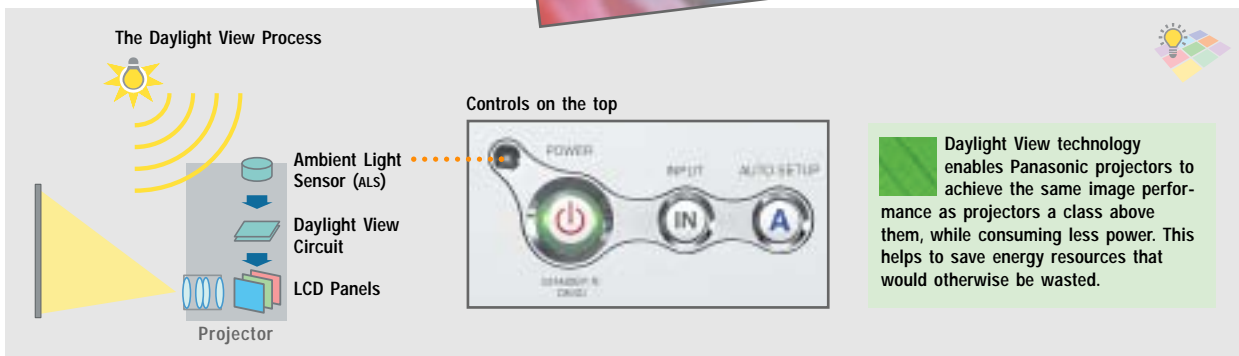 The Daylight View Process
Ambient Light
Sensor (ALS)
Daylight View
Circuit
LCD Panels
Projector
Controls on the top
POWER
INPUT
AUTO SETUP
IN
A
Daylight View technology
enables Panasonic projectors to
achieve the same image perfor-
mance as projectors a class above
them, while consuming less power. This
helps to save energy resources that
would otherwise be wasted.